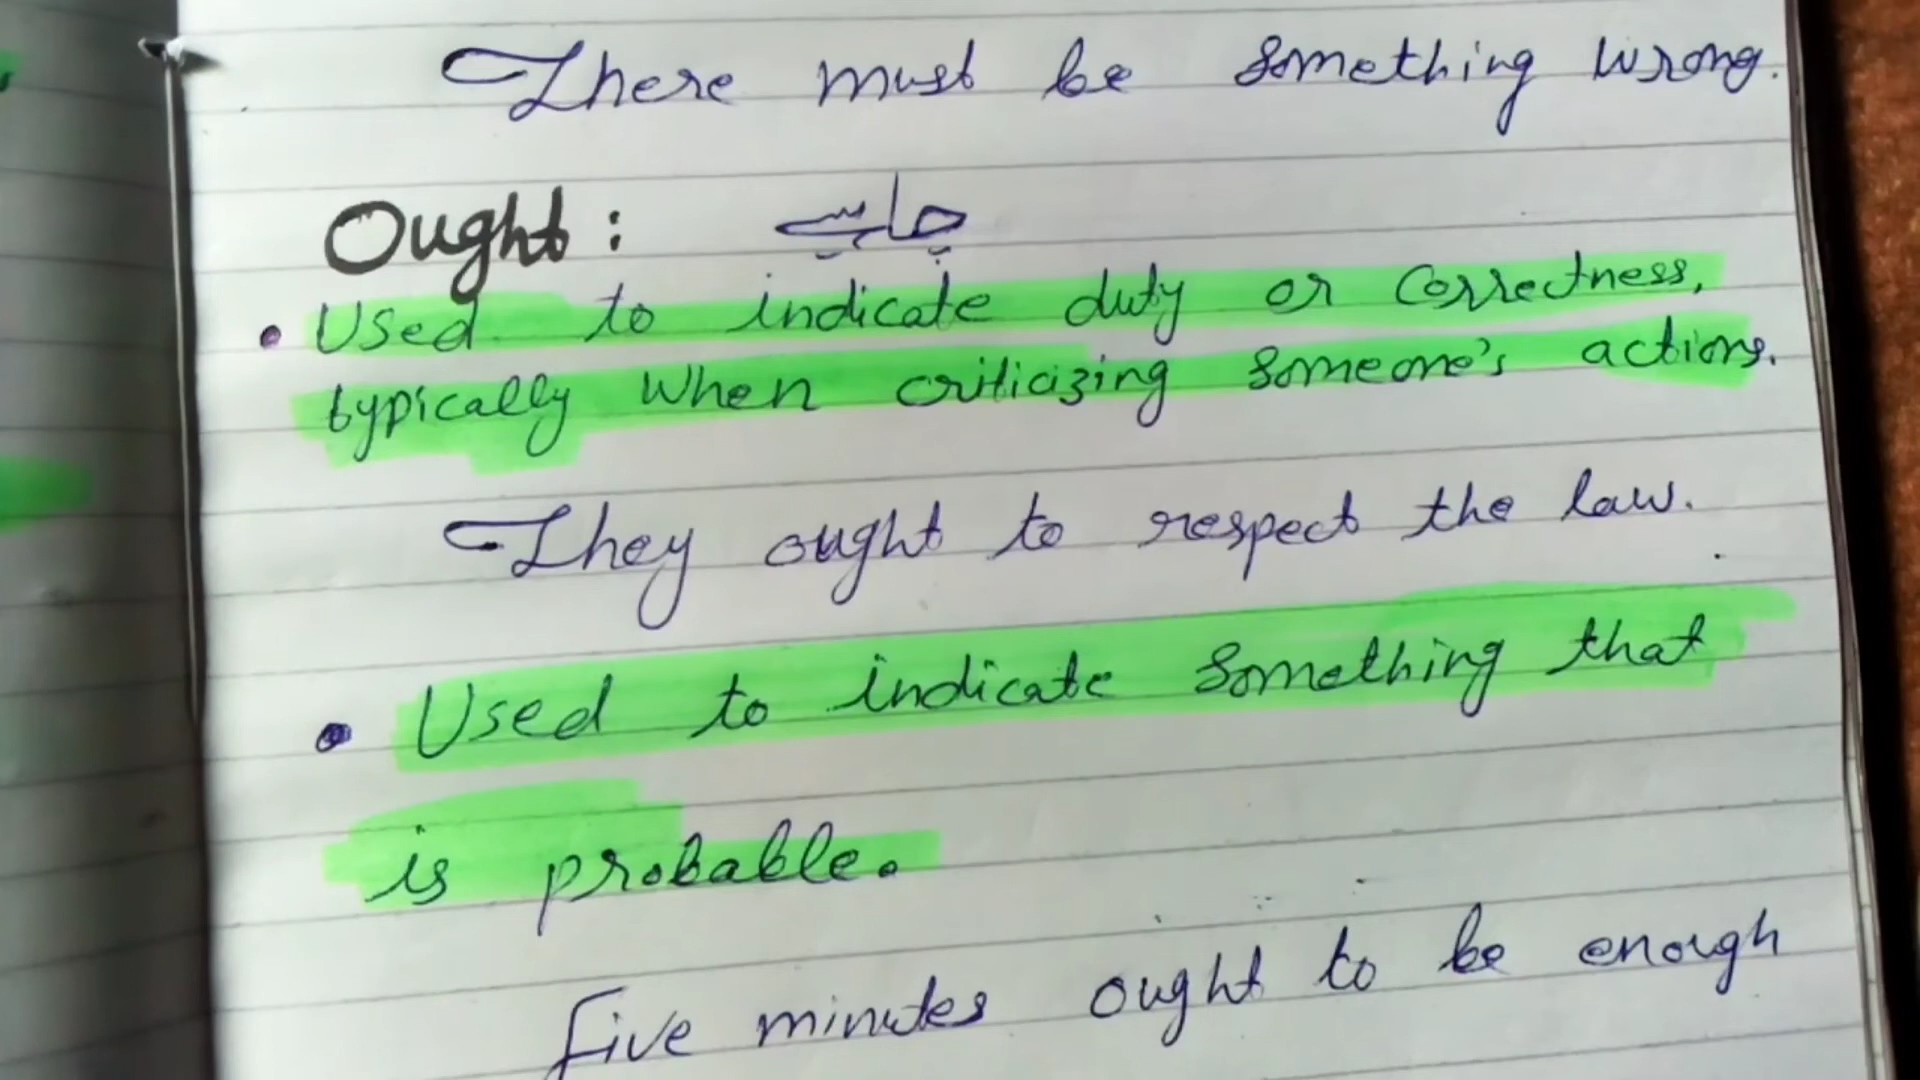 There must be something wrong.
Ought: چاہیے
• Used to indicate duty or correctness,
typically when criticizing someone's actions.
They ought to respect the law.
• Used to indicate something that
is probable.
Five minutes ought to be enough